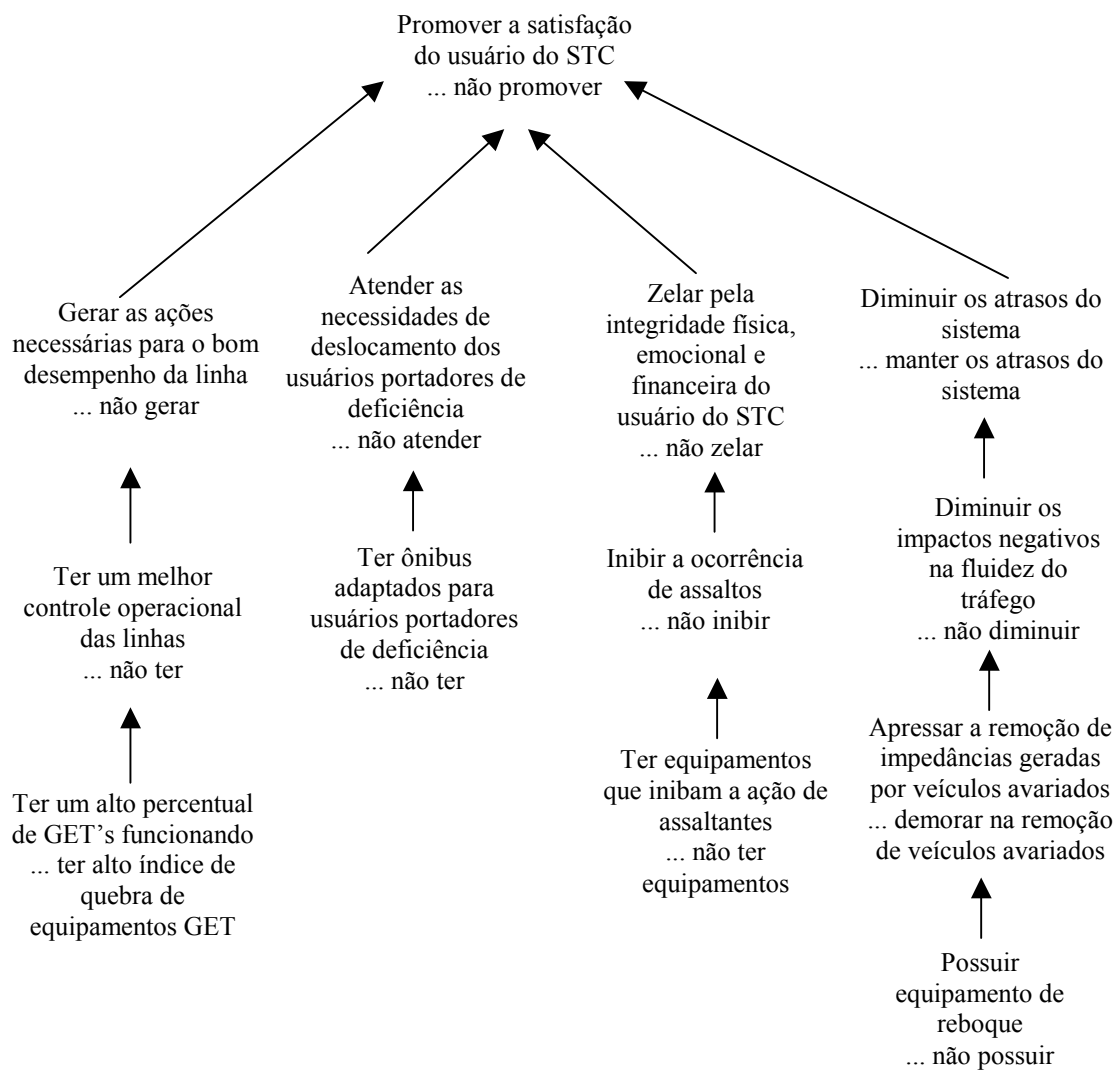 Promover a satisfação
do usuário do STC
... não promover
Gerar as ações
necessárias para o bom
desempenho da linha
... não gerar
Atender as
necessidades de
deslocamento dos
usuários portadores de
deficiência
... não atender
Zelar pela
integridade física,
emocional e
financeira do
usuário do STC
... não zelar
Diminuir os atrasos do
sistema
... manter os atrasos do
sistema
Ter um melhor
controle operacional
das linhas
... não ter
Ter ônibus
adaptados para
usuários portadores
de deficiência
... não ter
Inibir a ocorrência
de assaltos
... não inibir
Diminuir os
impactos negativos
na fluidez do
tráfego
... não diminuir
Ter um alto percentual
de GET’s funcionando
... ter alto índice de
quebra de
equipamentos GET
Ter equipamentos
que inibam a ação de
assaltantes
... não ter
equipamentos
Apressar a remoção de
impedâncias geradas
por veículos avariados
... demorar na remoção
de veículos avariados
Possuir
equipamento de
reboque
... não possuir